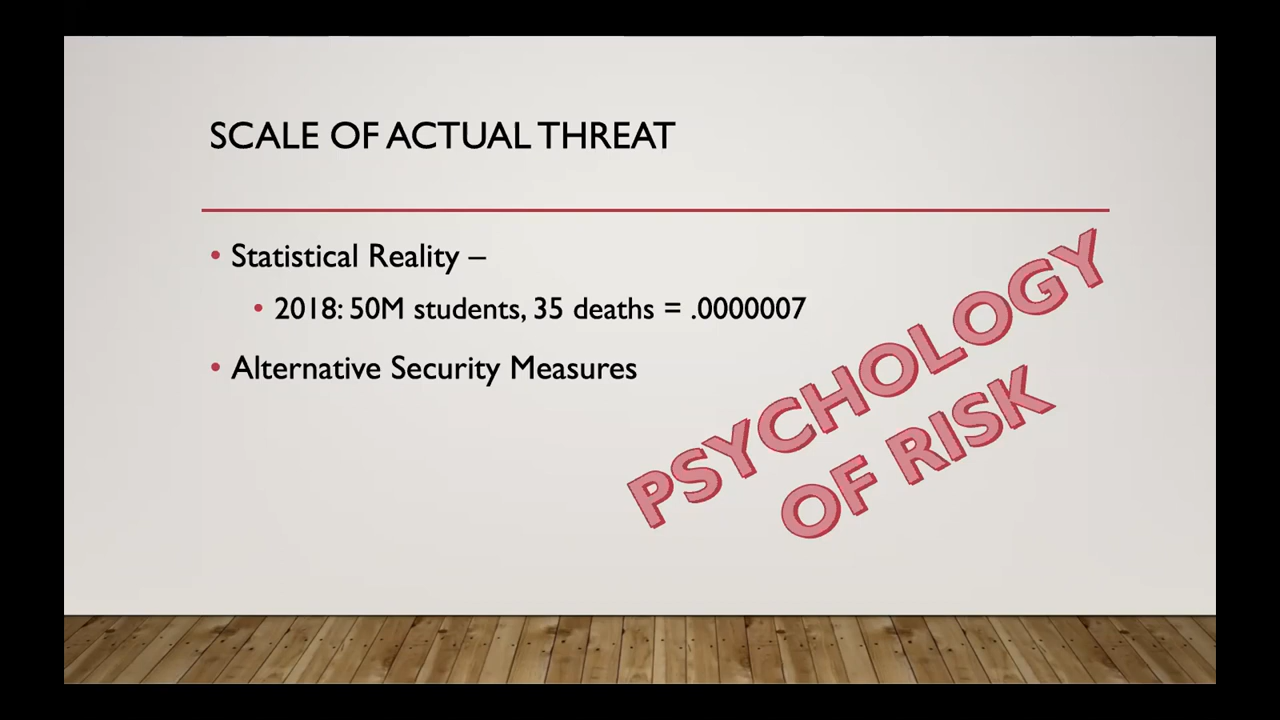 SCALE OF ACTUAL THREAT
• Statistical Reality –
• 2018: 50M students, 35 deaths = .0000007
• Alternative Security Measures
PSYCHOLOGY
OF RISK